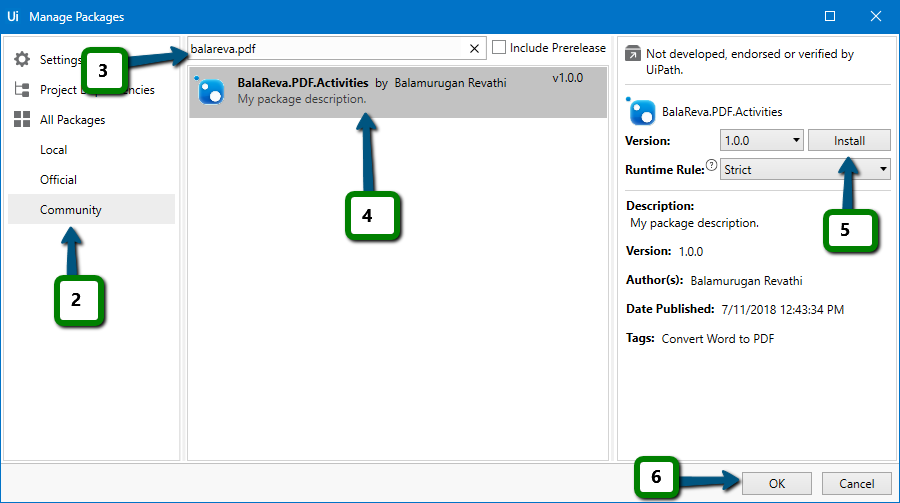 Ui Manage Packages
Settings
Project D encies
All Packages
Local
Official
Community
balareva.pdf
Include Prerelease
BalaReva.PDF.Activities by Balamurugan Revathi v1.0.0
My package description.
Not developed, endorsed or verified by
UiPath.
BalaReva.PDF.Activities
Version: 1.0.0 Install
Runtime Rule: ? Strict
Description:
My package description.
Version: 1.0.0
Author(s): Balamurugan Revathi
Date Published: 7/11/2018 12:43:34 PM
Tags: Convert Word to PDF
OK
Cancel
2
3
4
5
6